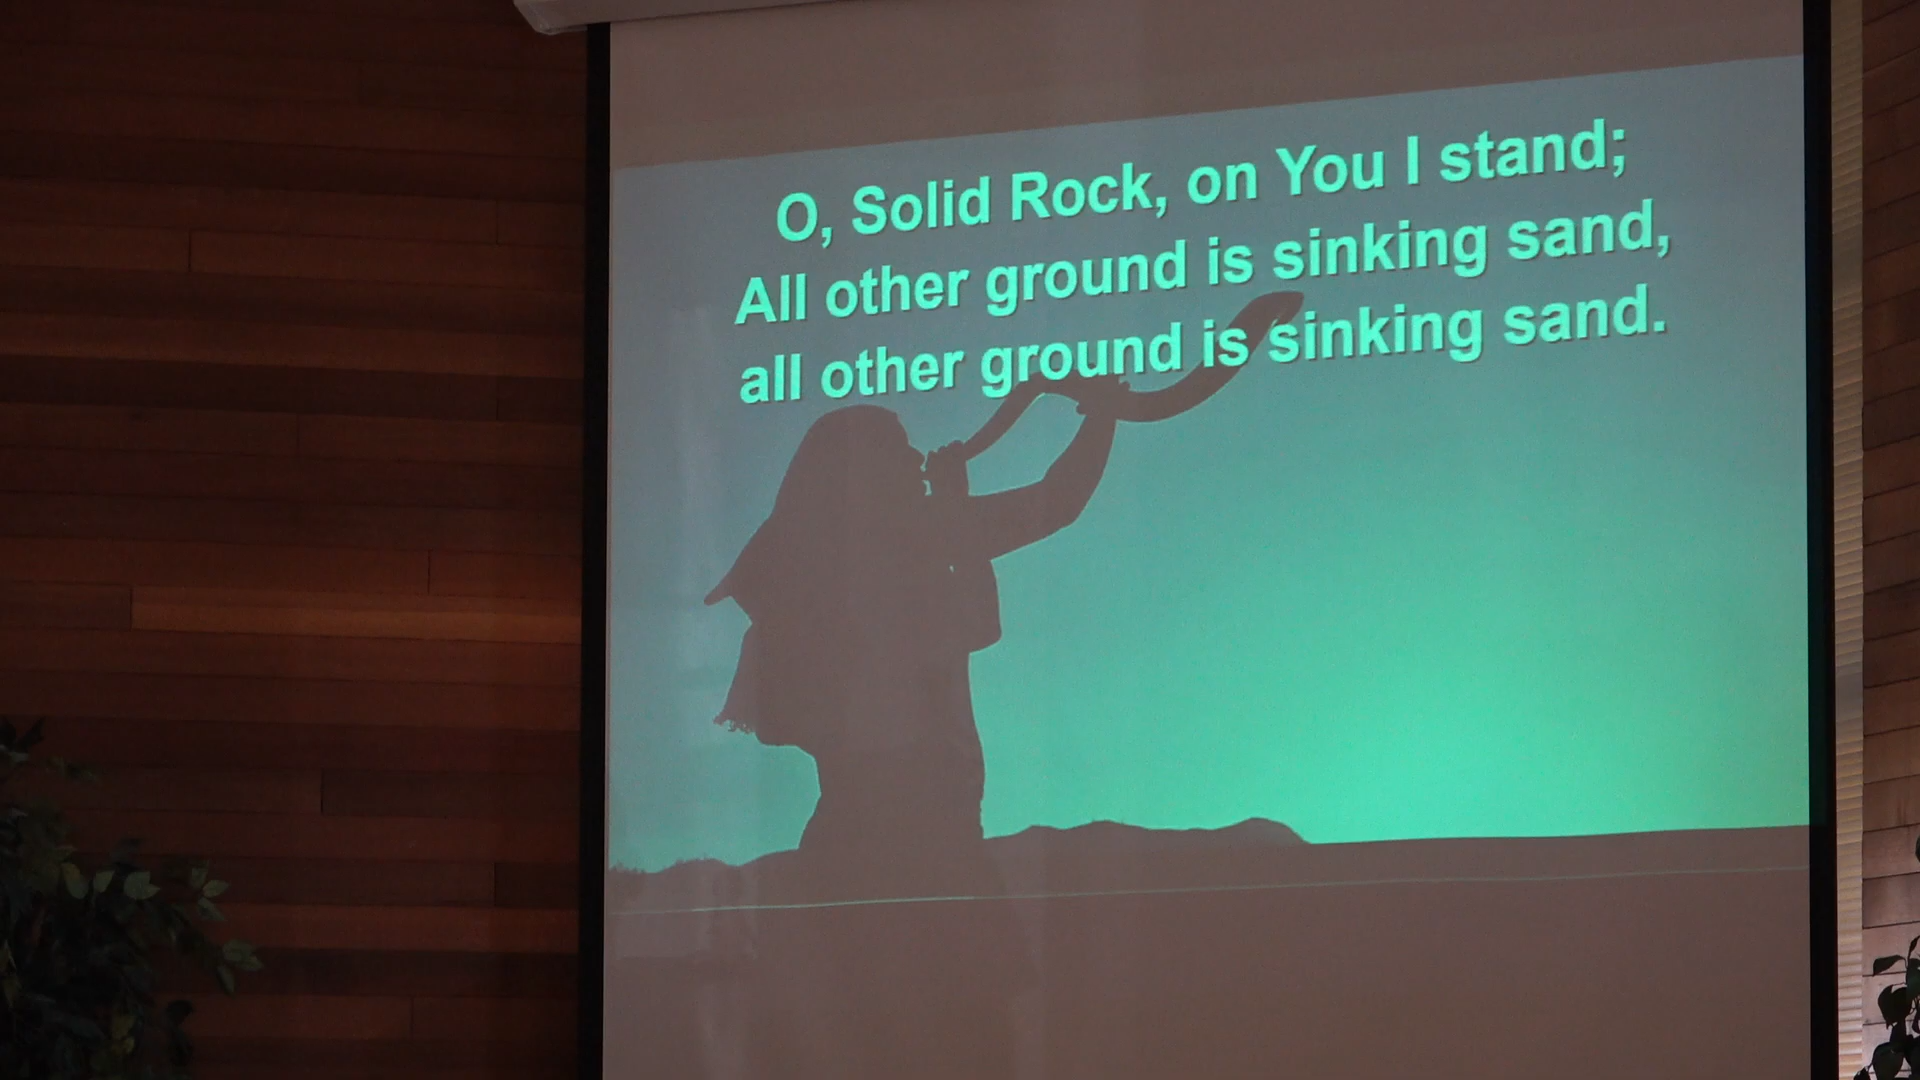 O, Solid Rock, on You I stand;
All other ground is sinking sand,
all other ground is sinking sand.